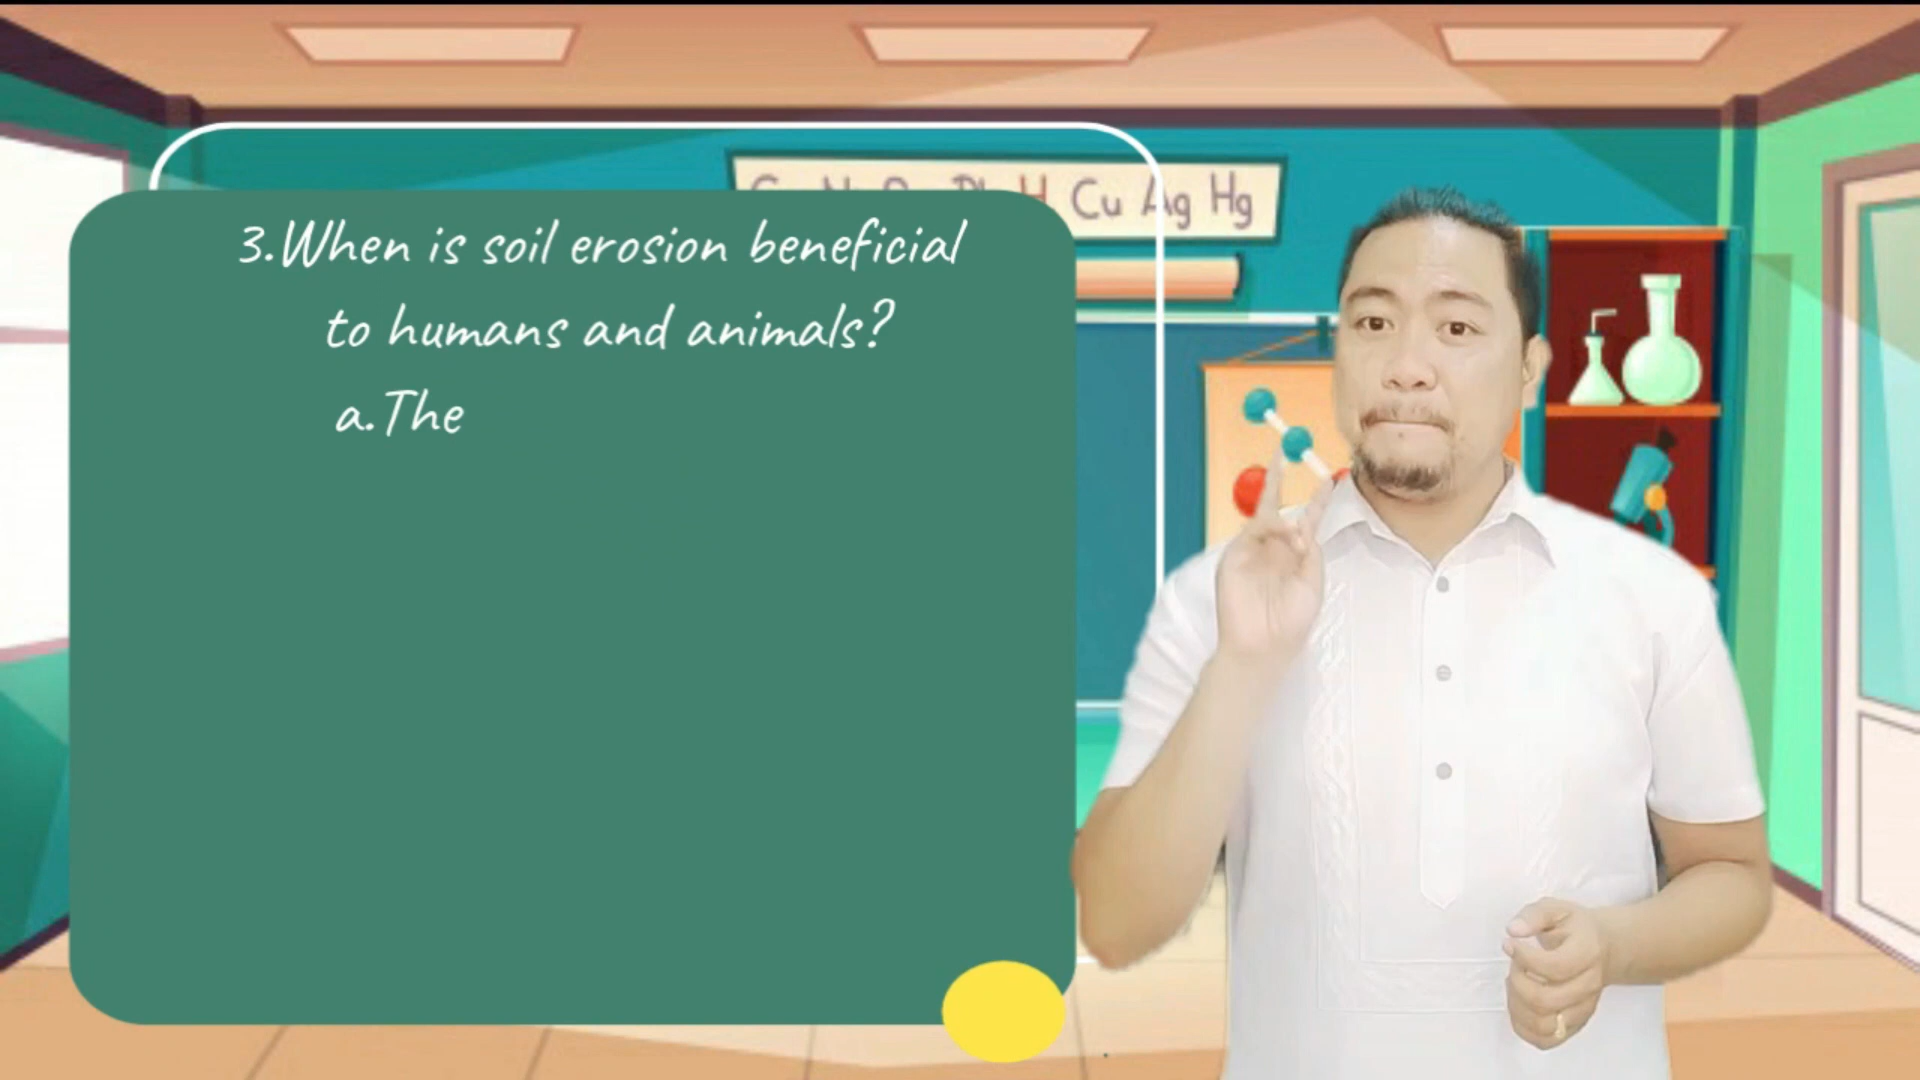 Cu Ag Hg
3.When is soil erosion beneficial
to humans and animals?
a.The